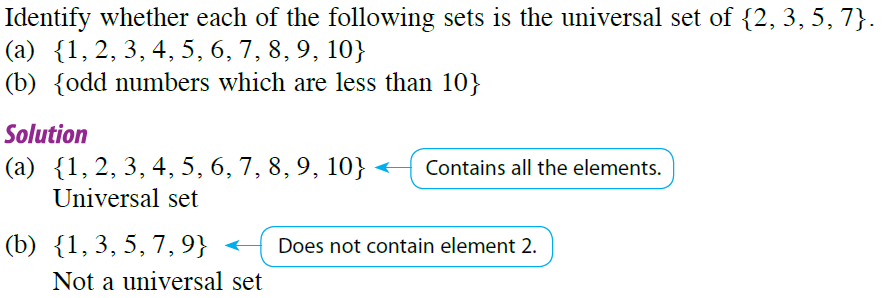 Identify whether each of the following sets is the universal set of {2, 3, 5, 7}.
(a) {1, 2, 3, 4, 5, 6, 7, 8, 9, 10}
(b) {odd numbers which are less than 10}
Solution
(a) {1, 2, 3, 4, 5, 6, 7, 8, 9, 10} Contains all the elements.
Universal set
(b) {1, 3, 5, 7, 9} Does not contain element 2.
Not a universal set